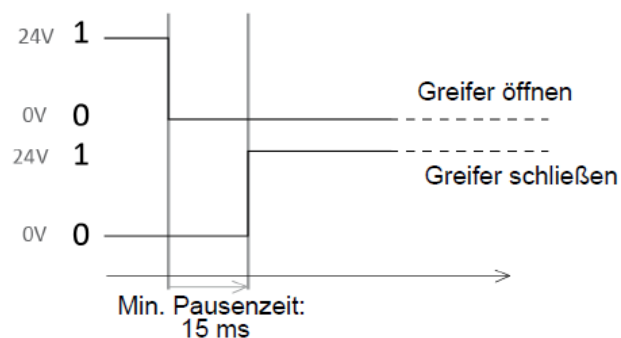 24V 1
Greifer öffnen
0V 0
24V 1
Greifer schließen
0V 0
Min. Pausenzeit:
15 ms